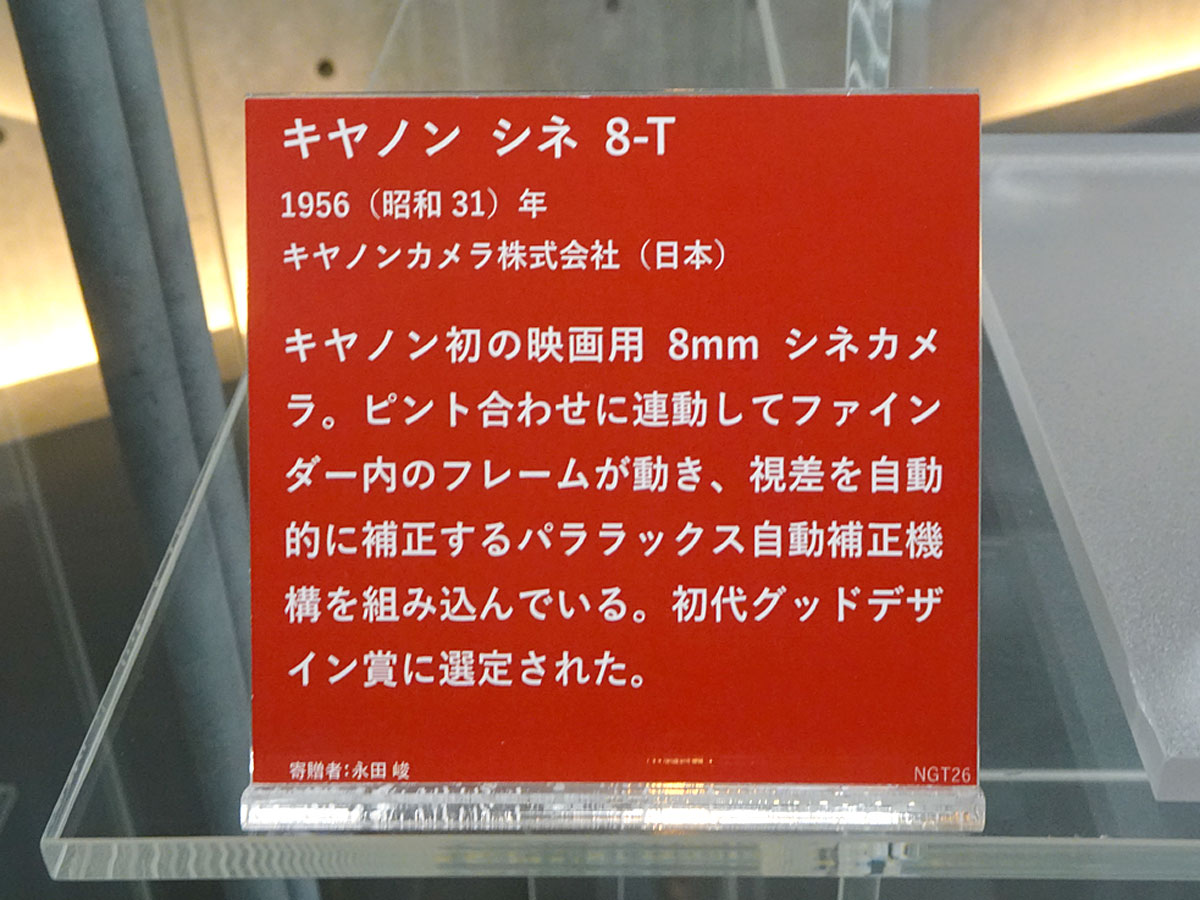 キヤノン シネ 8-T
1956（昭和 31）年
キヤノンカメラ株式会社（日本）
キヤノン初の映画用 8mm シネカメ
ラ。ピント合わせに連動してファイン
ダー内のフレームが動き、視差を自動
的に補正するパララックス自動補正機
構を組み込んでいる。初代グッドデザ
イン賞に選定された。
寄贈者：永田 峻
NGT26